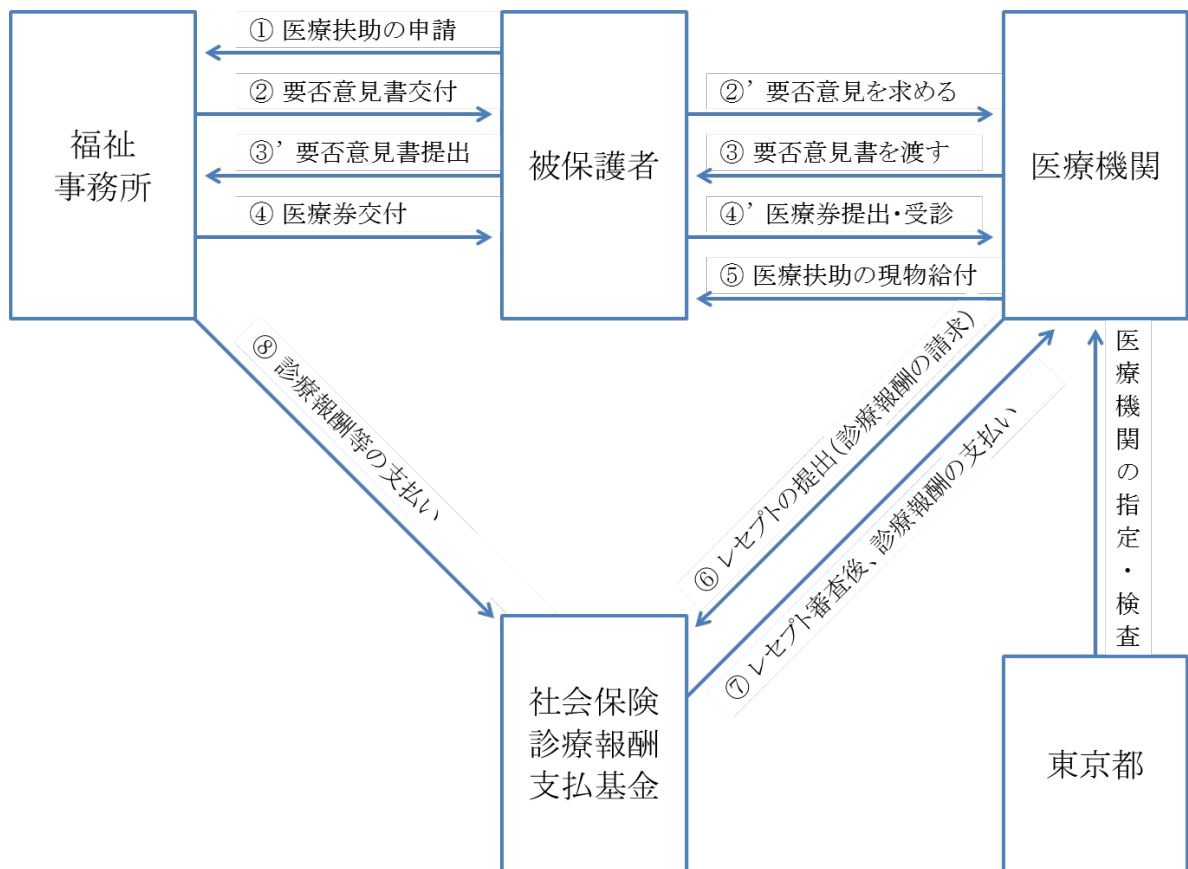 ① 医療扶助の申請
② 要否意見書交付
③’ 要否意見書提出
④ 医療券交付
福祉
事務所
被保護者
②’ 要否意見を求める
③ 要否意見書を渡す
④’ 医療券提出・受診
⑤ 医療扶助の現物給付
医療機関
⑧ 診療報酬等の支払い
⑥ レセプトの提出(診療報酬の請求)
⑦ レセプト審査後、診療報酬の支払い
医療機関の指定・検査
社会保険
診療報酬
支払基金
東京都